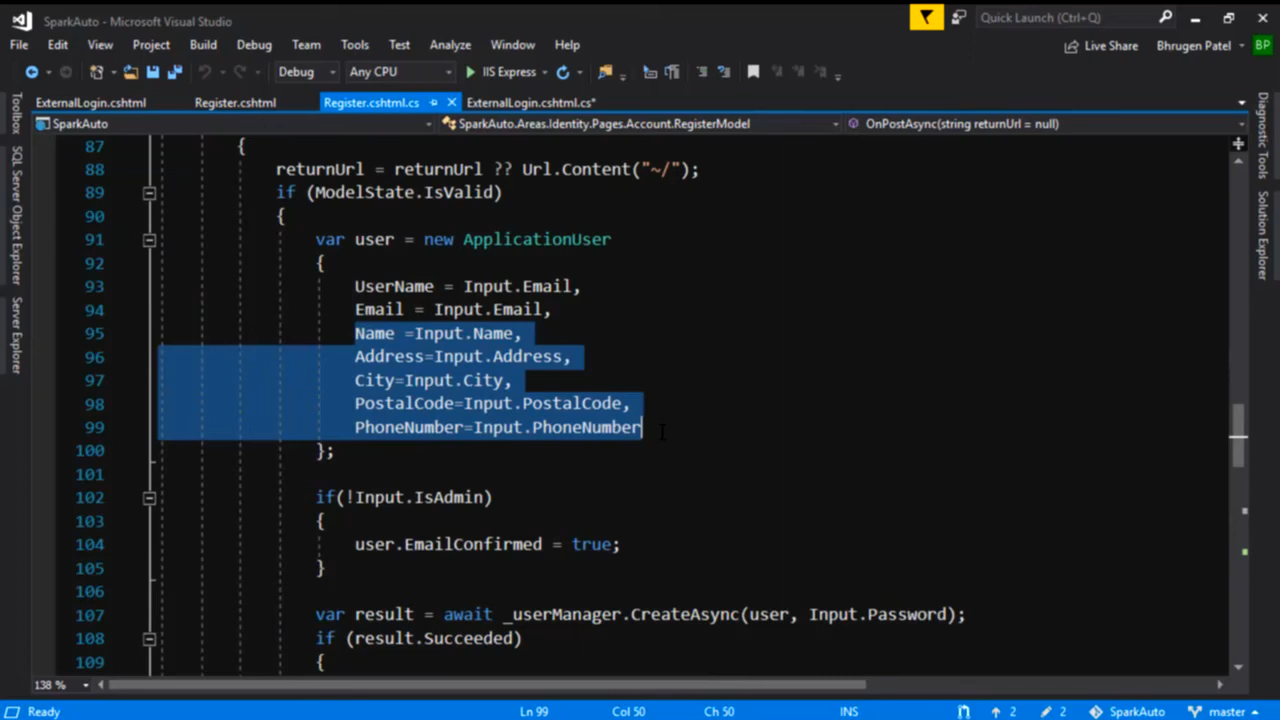 SparkAuto - Microsoft Visual Studio
Quick Launch (Ctrl+Q)
File Edit View Project Build Debug Team Tools Test Analyze Window Help
Live Share Bhrugen Patel BP
Debug Any CPU IIS Express
ExternalLogin.cshtml Register.cshtml Register.cshtml.cs ExternalLogin.cshtml.cs*
SparkAuto SparkAuto.Areas.Identity.Pages.Account.RegisterModel OnPostAsync(string returnUrl = null)
Toolbox
SQL Server Object Explorer
Server Explorer
Diagnostic Tools
Solution Explorer
87 {
88 returnUrl = returnUrl ?? Url.Content("~/");
89 if (ModelState.IsValid)
90 {
91 var user = new ApplicationUser
92 {
93 UserName = Input.Email,
94 Email = Input.Email,
95 Name =Input.Name,
96 Address=Input.Address,
97 City=Input.City,
98 PostalCode=Input.PostalCode,
99 PhoneNumber=Input.PhoneNumber
100 };
101
102 if(!Input.IsAdmin)
103 {
104 user.EmailConfirmed = true;
105 }
106
107 var result = await _userManager.CreateAsync(user, Input.Password);
108 if (result.Succeeded)
109 {
138 %
Ready Ln 99 Col 50 Ch 50 INS 2 2 SparkAuto master